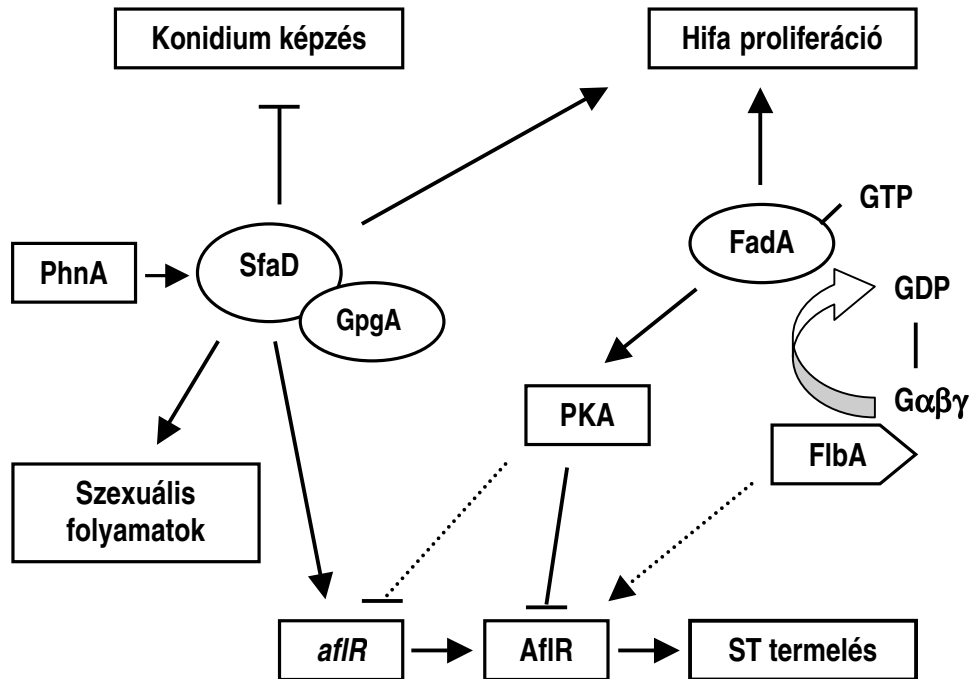 Konidium képzés
Hifa proliferáció
GTP
FadA
PhnA
SfaD
GDP
GpgA
Gαβγ
PKA
FlbA
Szexuális
folyamatok
aflR
AflR
ST termelés